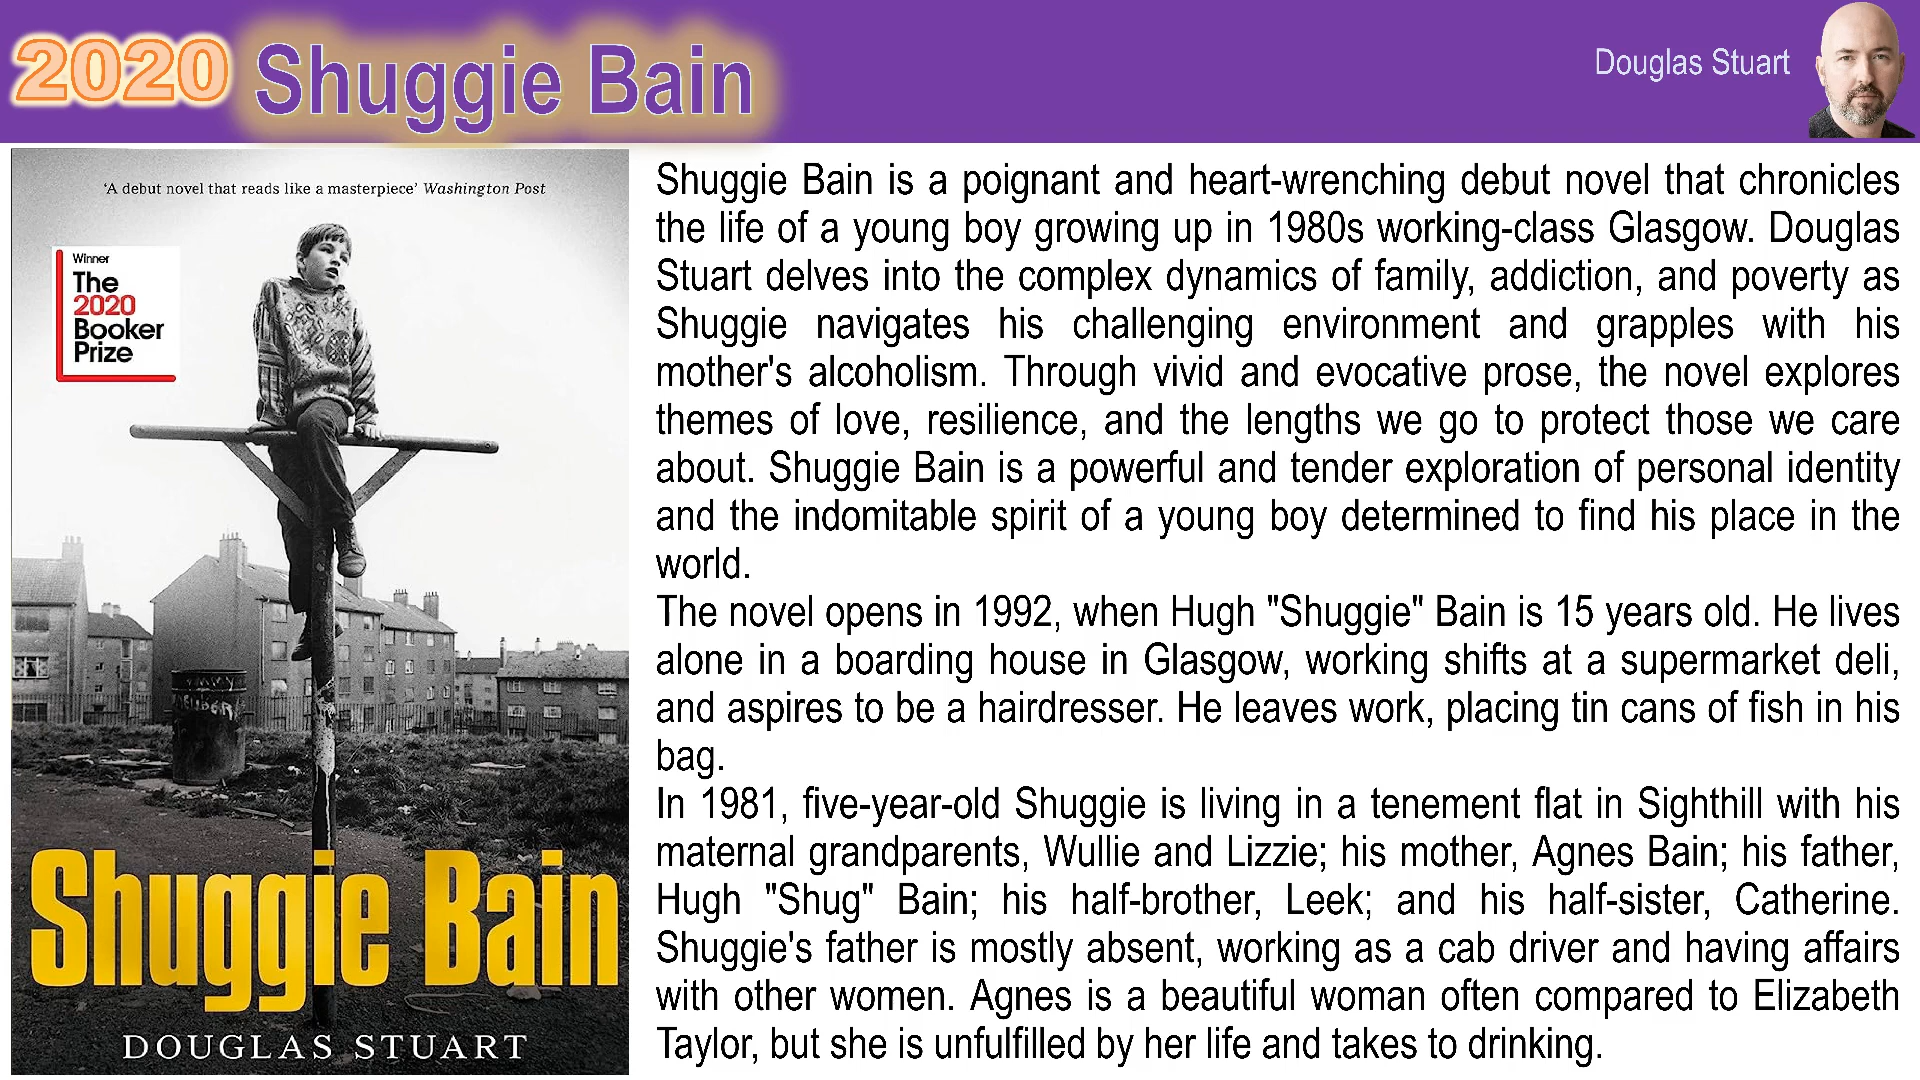 2020 Shuggie Bain
Douglas Stuart
'A debut novel that reads like a masterpiece' Washington Post
Winner
The
2020
Booker
Prize
Shuggie Bain
DOUGLAS STUART
Shuggie Bain is a poignant and heart-wrenching debut novel that chronicles
the life of a young boy growing up in 1980s working-class Glasgow. Douglas
Stuart delves into the complex dynamics of family, addiction, and poverty as
Shuggie navigates his challenging environment and grapples with his
mother's alcoholism. Through vivid and evocative prose, the novel explores
themes of love, resilience, and the lengths we go to protect those we care
about. Shuggie Bain is a powerful and tender exploration of personal identity
and the indomitable spirit of a young boy determined to find his place in the
world.
The novel opens in 1992, when Hugh "Shuggie" Bain is 15 years old. He lives
alone in a boarding house in Glasgow, working shifts at a supermarket deli,
and aspires to be a hairdresser. He leaves work, placing tin cans of fish in his
bag.
In 1981, five-year-old Shuggie is living in a tenement flat in Sighthill with his
maternal grandparents, Wullie and Lizzie; his mother, Agnes Bain; his father,
Hugh "Shug" Bain; his half-brother, Leek; and his half-sister, Catherine.
Shuggie's father is mostly absent, working as a cab driver and having affairs
with other women. Agnes is a beautiful woman often compared to Elizabeth
Taylor, but she is unfulfilled by her life and takes to drinking.